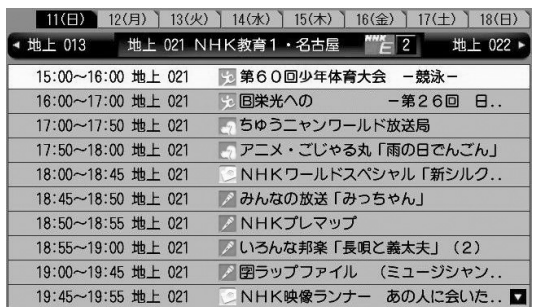 11(日) 12(月) 13(火) 14(水) 15(木) 16(金) 17(土) 18(日)
地上 013 地上 021 NHK教育1・名古屋 NHK E 2 地上 022
15:00～16:00 地上 021 第60回少年体育大会 －競泳－
16:00～17:00 地上 021 B栄光への －第26回 日..
17:00～17:50 地上 021 ちゅうニャンワールド放送局
17:50～18:00 地上 021 アニメ・ごじゃる丸「雨の日でんごん」
18:00～18:45 地上 021 NHKワールドスペシャル「新シルク..
18:45～18:50 地上 021 みんなの放送「みっちゃん」
18:50～18:55 地上 021 NHKプレマップ
18:55～19:00 地上 021 いろんな邦楽「長唄と義太夫」(2)
19:00～19:45 地上 021 字ラップファイル (ミュージシャン..
19:45～19:55 地上 021 NHK映像ランナー あの人に会いた..